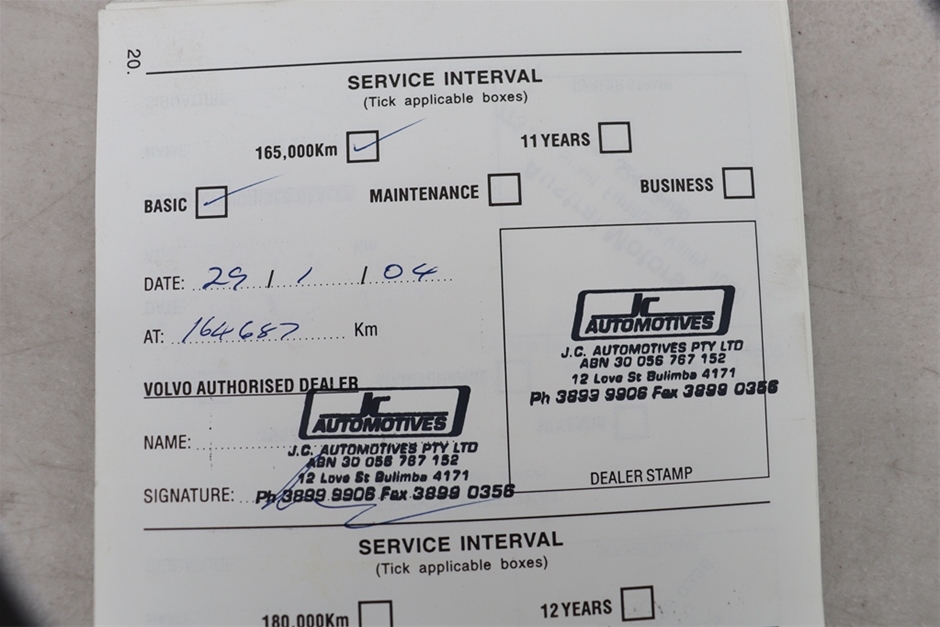 20.
SERVICE INTERVAL
(Tick applicable boxes)
165,000Km 11 YEARS
BASIC MAINTENANCE BUSINESS
DATE: 29 / 1 / 04
AT: 164687 Km
VOLVO AUTHORISED DEALER
NAME:
SIGNATURE:
JC
AUTOMOTIVES
J.C. AUTOMOTIVES PTY LTD
ABN 30 056 767 152
12 Love St Bulimba 4171
Ph 3899 9906 Fax 3899 0356
JC
AUTOMOTIVES
J.C. AUTOMOTIVES PTY LTD
ABN 30 056 767 152
12 Love St Bulimba 4171
Ph 3899 9906 Fax 3899 0356
DEALER STAMP
SERVICE INTERVAL
(Tick applicable boxes)
180,000Km 12 YEARS